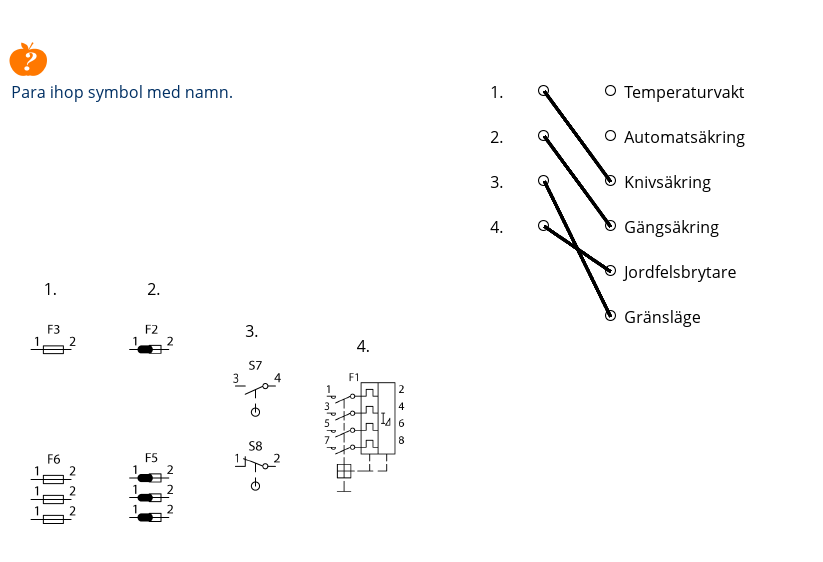 ?
Para ihop symbol med namn.
1. Temperaturvakt
2. Automatsäkring
3. Knivsäkring
4. Gängsäkring
Jordfelsbrytare
Gränsläge
1.
F3
1 2
F6
1 2
1 2
1 2
2.
F2
1 2
F5
1 2
1 2
1 2
3.
S7
3 4
S8
1 2
4.
F1
1 2
3 4
5 6
7 8
I∆